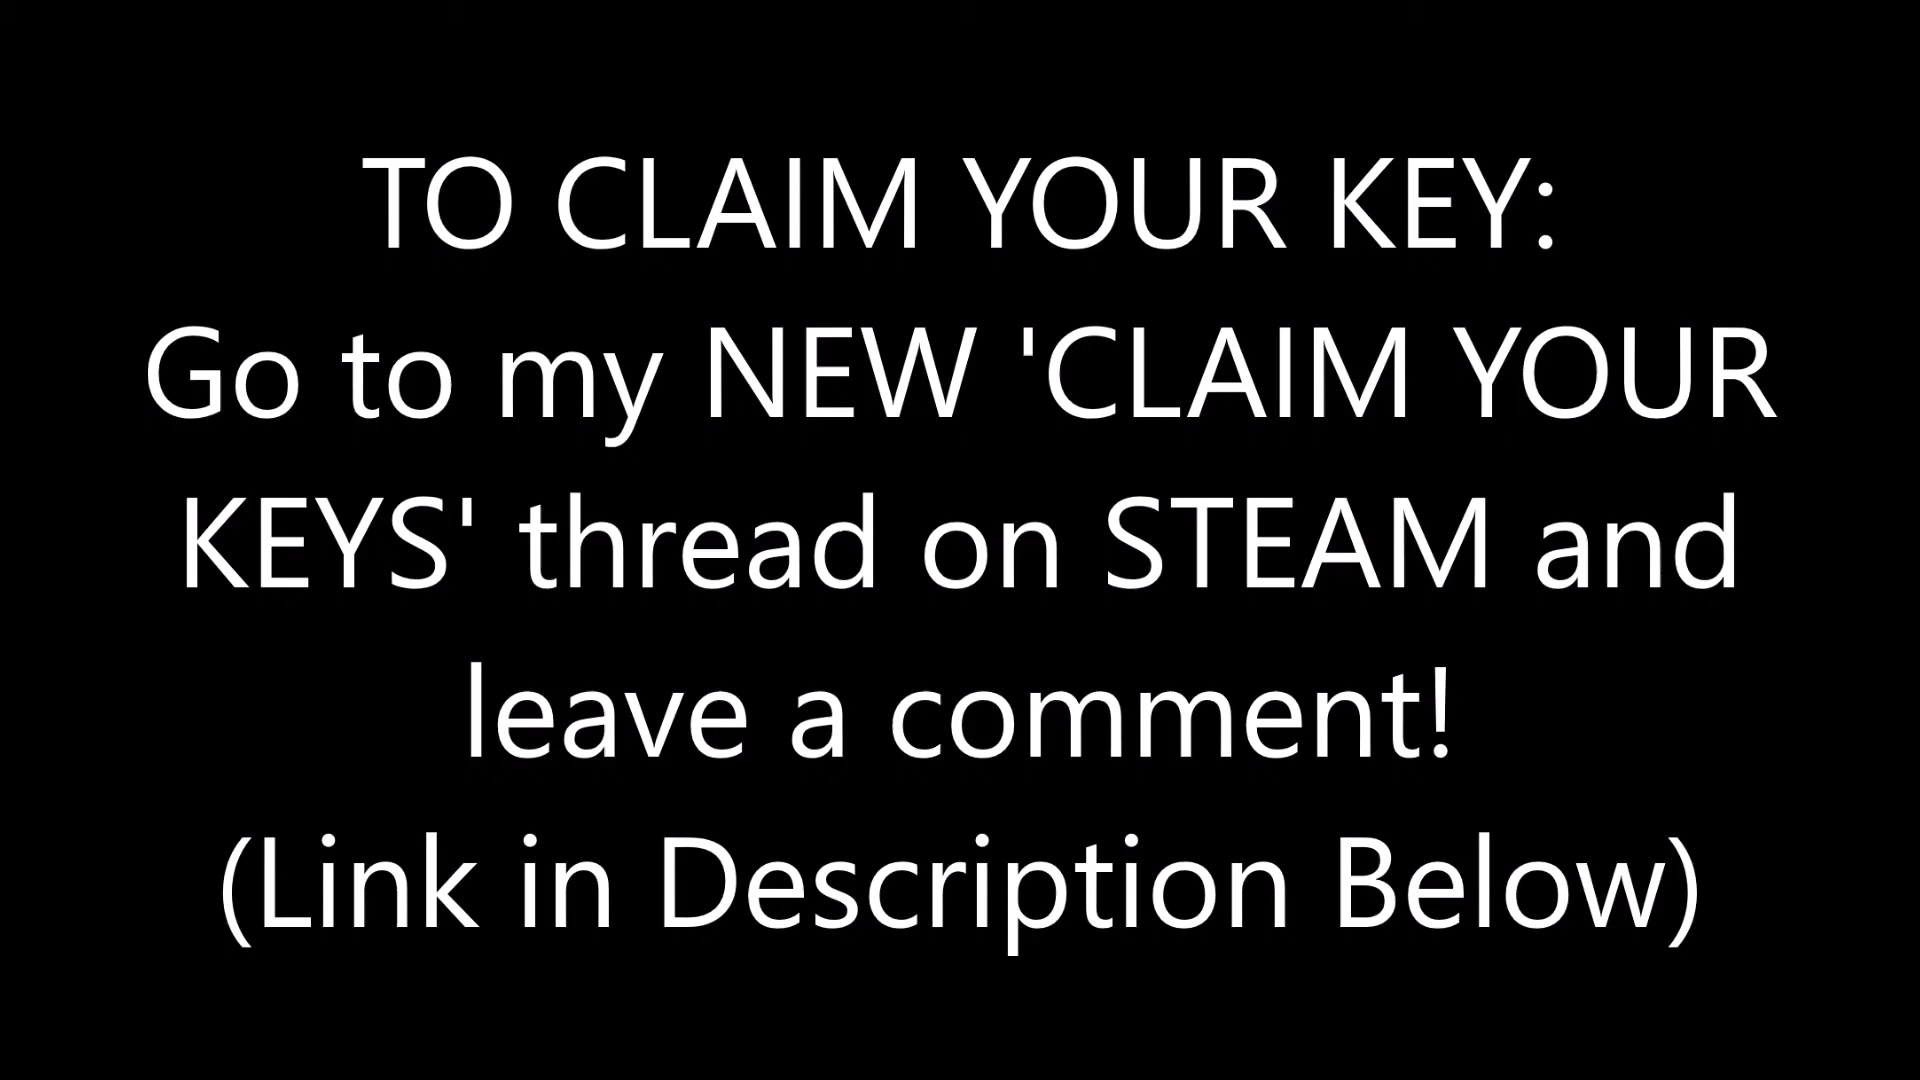 TO CLAIM YOUR KEY:
Go to my NEW 'CLAIM YOUR
KEYS' thread on STEAM and
leave a comment!
(Link in Description Below)